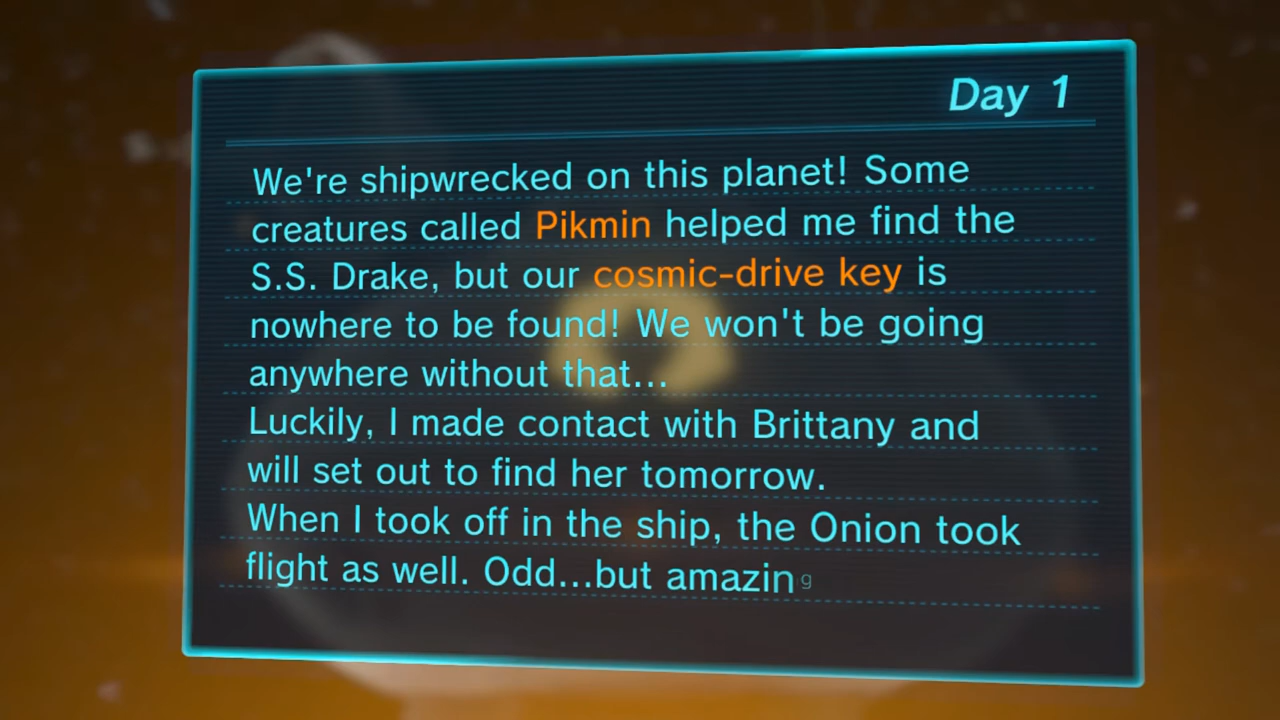 Day 1
We're shipwrecked on this planet! Some
creatures called Pikmin helped me find the
S.S. Drake, but our cosmic-drive key is
nowhere to be found! We won't be going
anywhere without that...
Luckily, I made contact with Brittany and
will set out to find her tomorrow.
When I took off in the ship, the Onion took
flight as well. Odd...but amazing